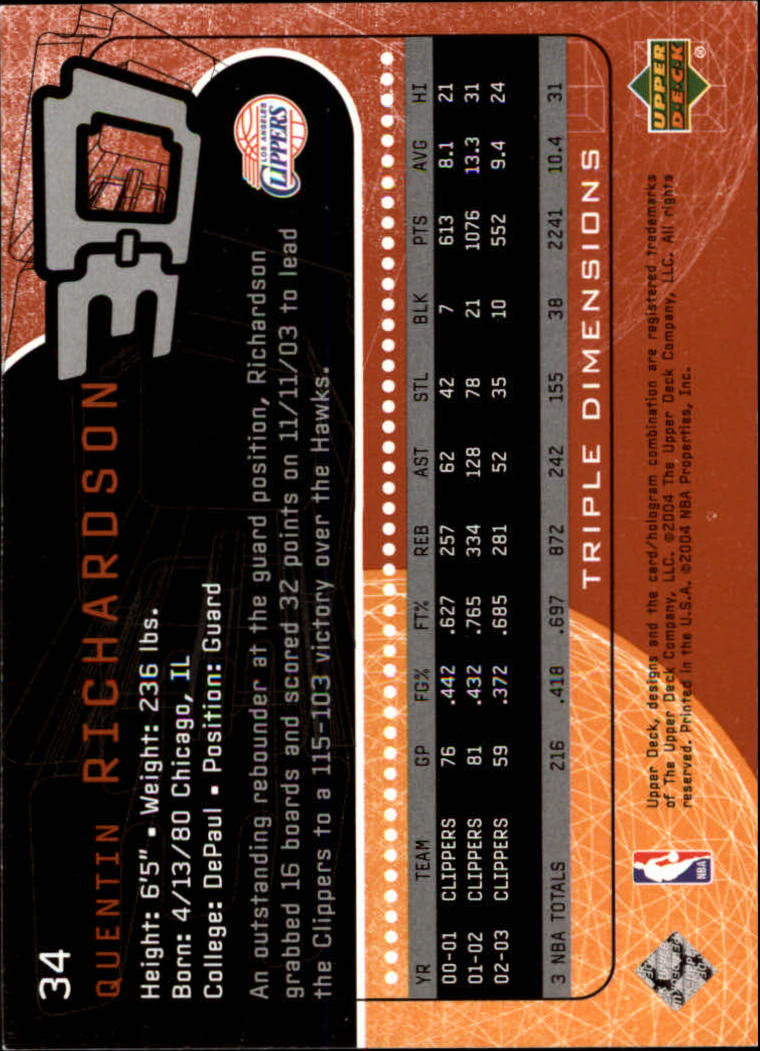 34
3-D
QUENTIN RICHARDSON
Height: 6'5" ▪ Weight: 236 lbs.
Born: 4/13/80 Chicago, IL
College: DePaul ▪ Position: Guard
LOS ANGELES
CLIPPERS
An outstanding rebounder at the guard position, Richardson
grabbed 16 boards and scored 32 points on 11/11/03 to lead
the Clippers to a 115-103 victory over the Hawks.
YR TEAM GP FG% FT% REB AST STL BLK PTS AVG HI
00-01 CLIPPERS 76 .442 .627 257 62 42 7 613 8.1 21
01-02 CLIPPERS 81 .432 .765 334 128 78 21 1076 13.3 31
02-03 CLIPPERS 59 .372 .685 281 52 35 10 552 9.4 24
3 NBA TOTALS 216 .418 .697 872 242 155 38 2241 10.4 31
TRIPLE DIMENSIONS
NBA
Upper Deck, designs and the card/hologram combination are registered trademarks
of The Upper Deck Company, LLC. ©2004 The Upper Deck Company, LLC. All rights
reserved. Printed in the U.S.A. ©2004 NBA Properties, Inc.
UPPER
DECK
®